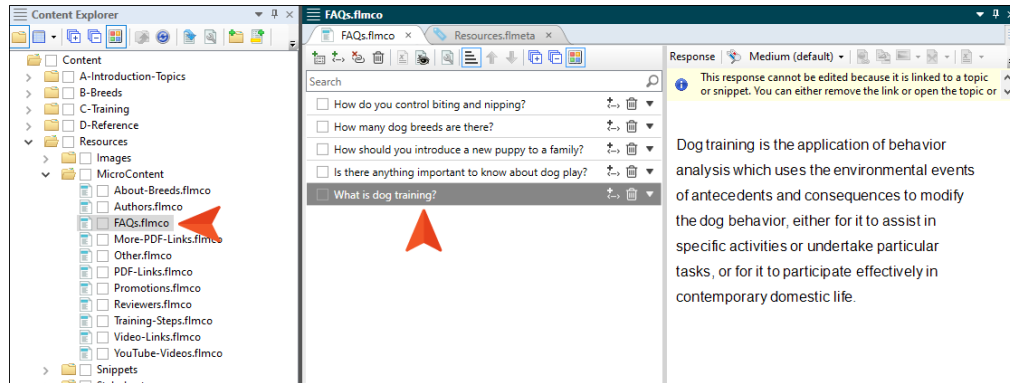 Content Explorer
FAQs.flmco
FAQs.flmco
Resources.flmeta
Content
A-Introduction-Topics
B-Breeds
C-Training
D-Reference
Resources
Images
MicroContent
About-Breeds.flmco
Authors.flmco
FAQs.flmco
More-PDF-Links.flmco
Other.flmco
PDF-Links.flmco
Promotions.flmco
Reviewers.flmco
Training-Steps.flmco
Video-Links.flmco
YouTube-Videos.flmco
Snippets
Search
How do you control biting and nipping?
How many dog breeds are there?
How should you introduce a new puppy to a family?
Is there anything important to know about dog play?
What is dog training?
Response Medium (default)
This response cannot be edited because it is linked to a topic
or snippet. You can either remove the link or open the topic or
Dog training is the application of behavior
analysis which uses the environmental events
of antecedents and consequences to modify
the dog behavior, either for it to assist in
specific activities or undertake particular
tasks, or for it to participate effectively in
contemporary domestic life.